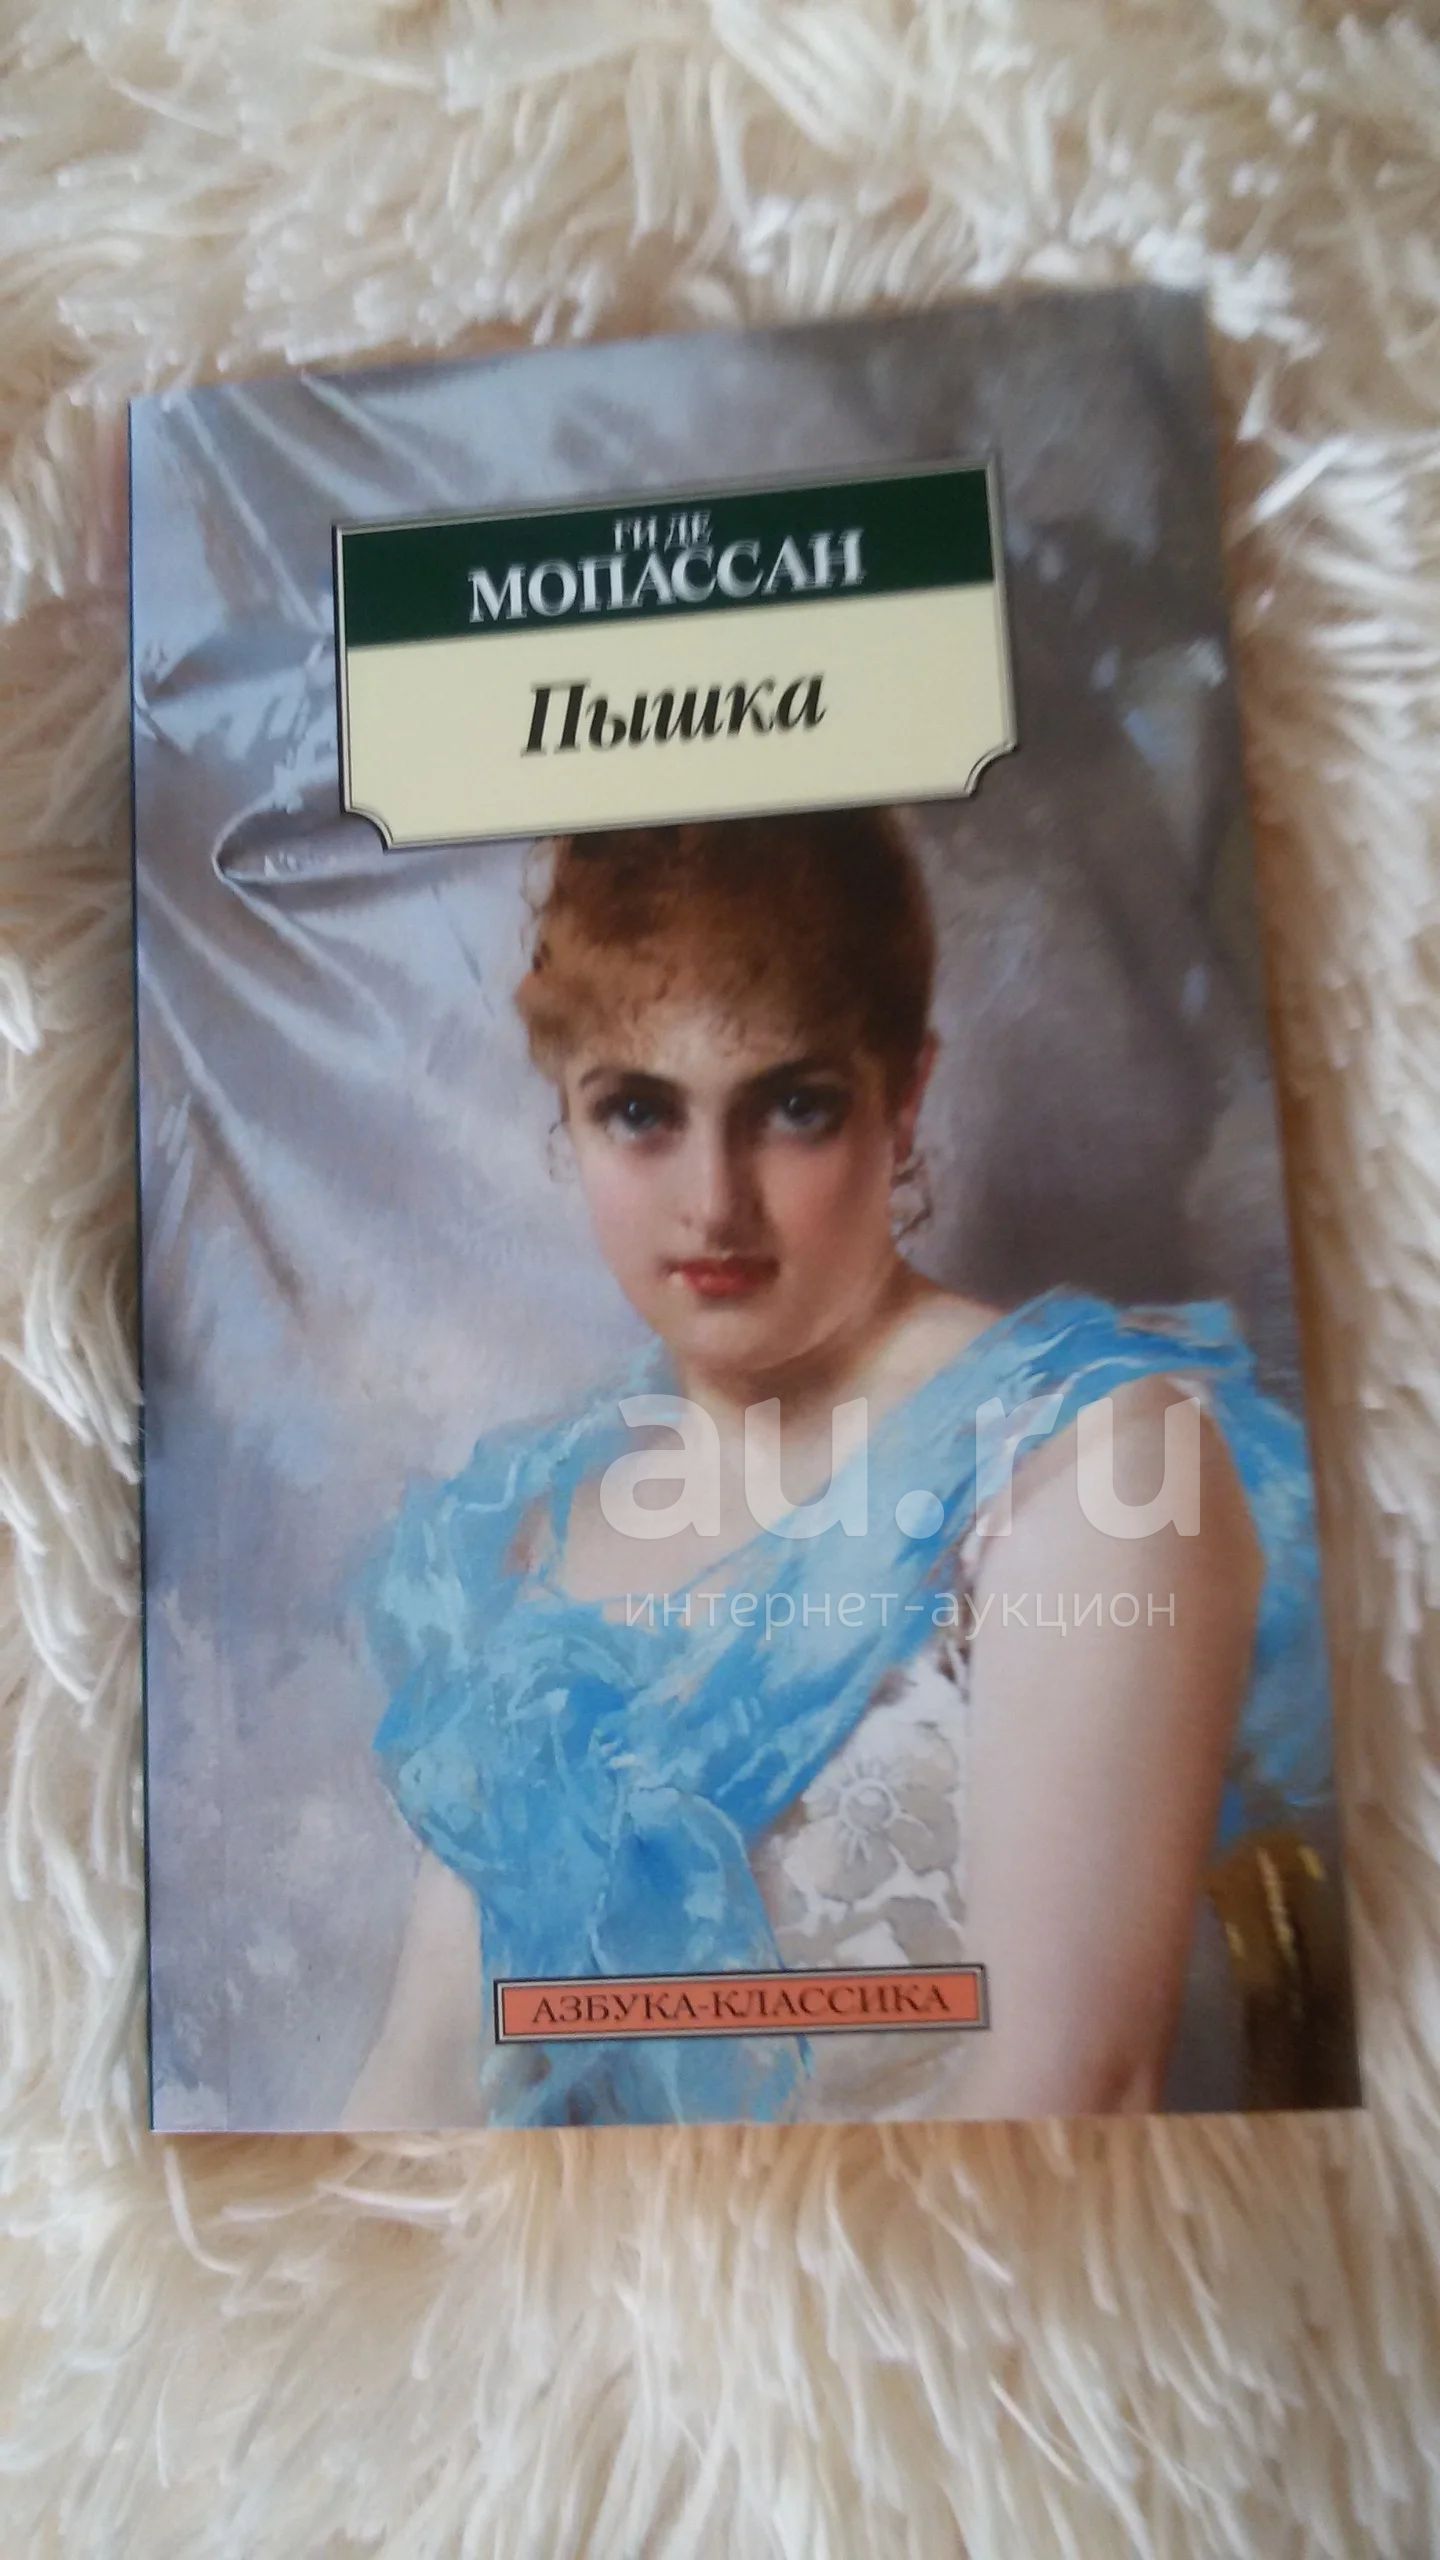 ГИ ДЕ
МОПАССАН
Пышка
au.ru
интернет-аукцион
АЗБУКА-КЛАССИКА